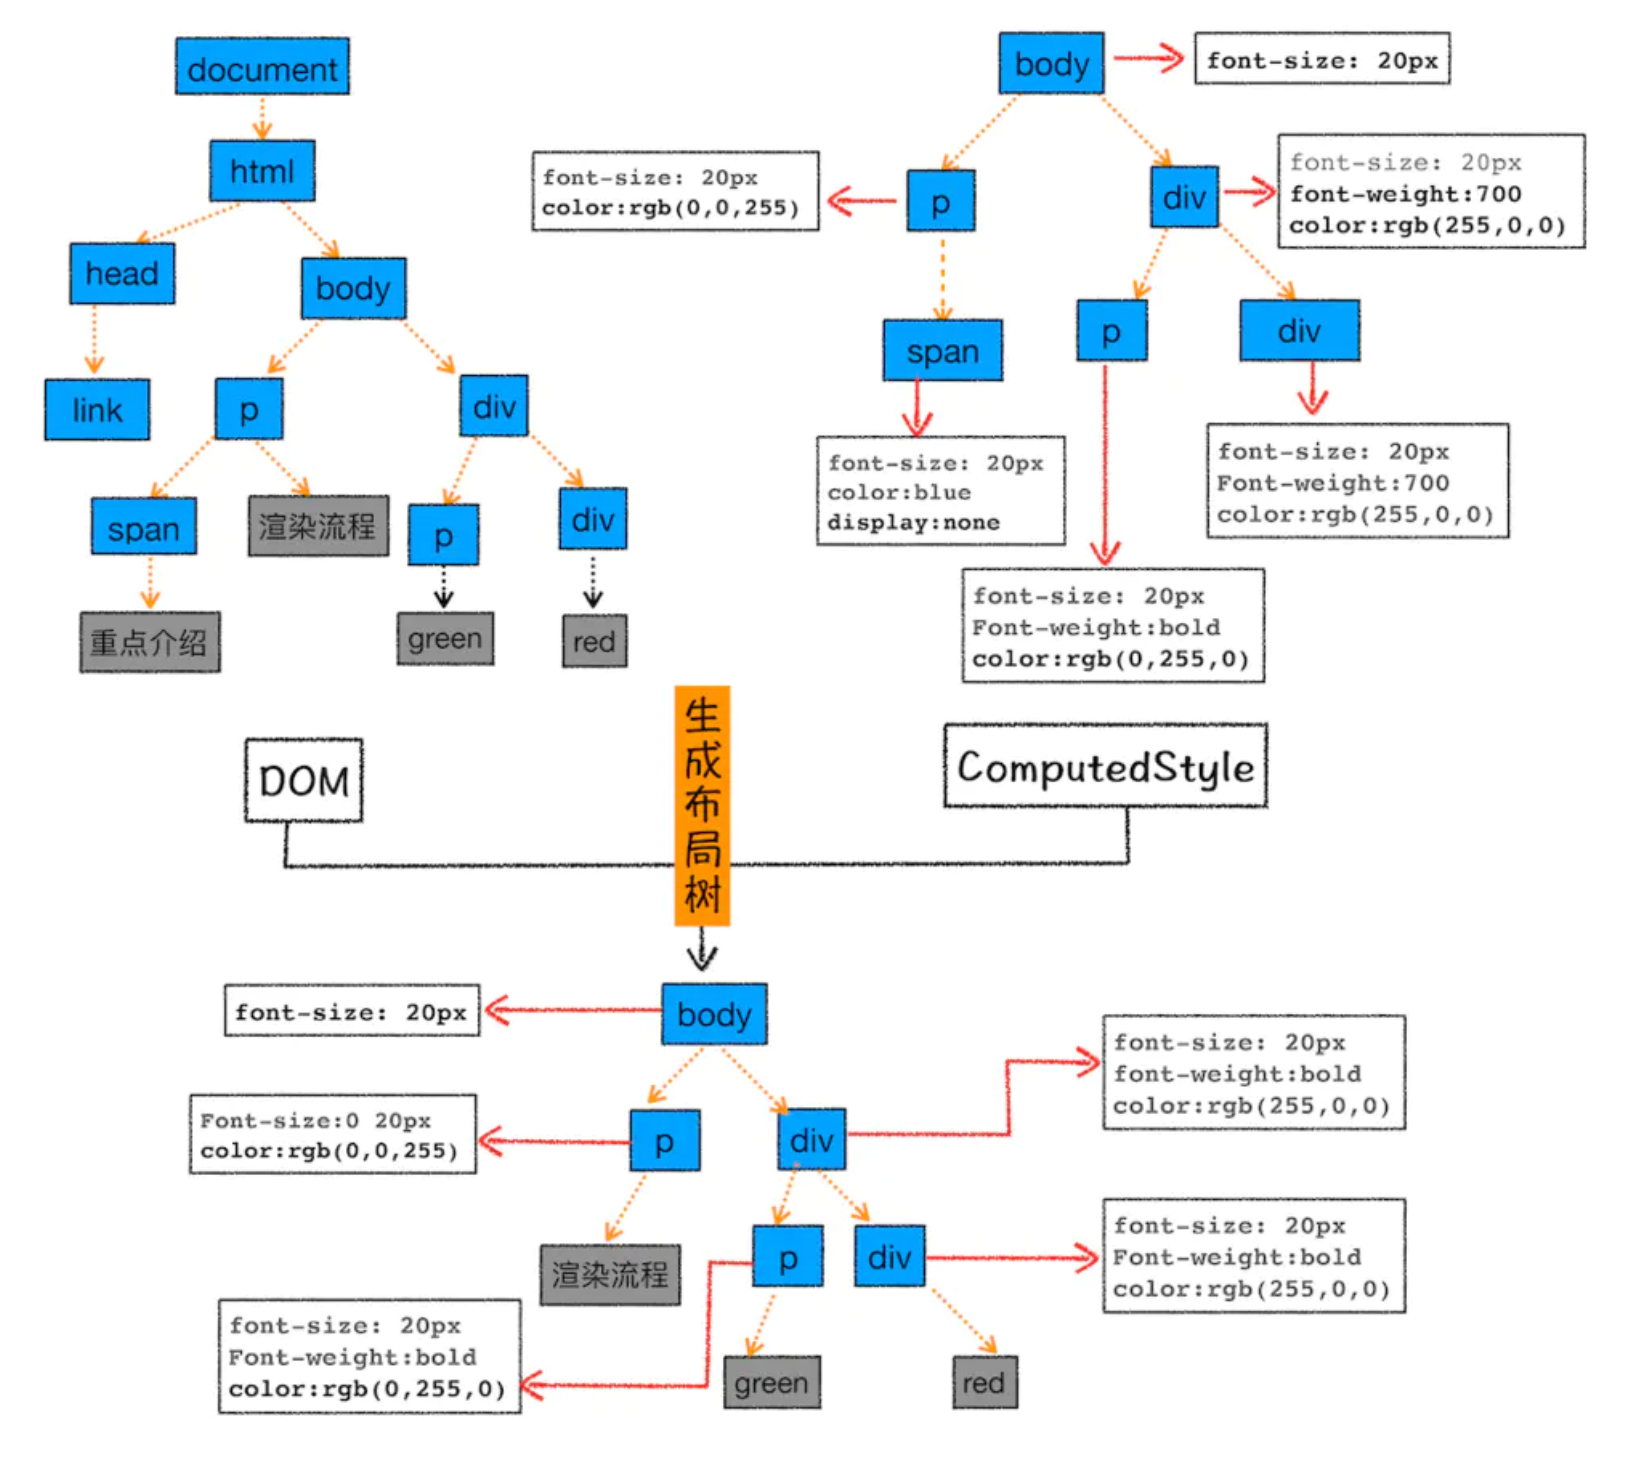 document
html
head
body
link
p
div
span
渲染流程
p
div
重点介绍
green
red
body
font-size: 20px
p
font-size: 20px
color:rgb(0,0,255)
div
font-size: 20px
font-weight:700
color:rgb(255,0,0)
span
p
div
font-size: 20px
color:blue
display:none
font-size: 20px
Font-weight:700
color:rgb(255,0,0)
font-size: 20px
Font-weight:bold
color:rgb(0,255,0)
DOM
生成布局树
ComputedStyle
body
font-size: 20px
font-size: 20px
font-weight:bold
color:rgb(255,0,0)
Font-size:0 20px
color:rgb(0,0,255)
p
div
渲染流程
p
div
font-size: 20px
Font-weight:bold
color:rgb(255,0,0)
font-size: 20px
Font-weight:bold
color:rgb(0,255,0)
green
red